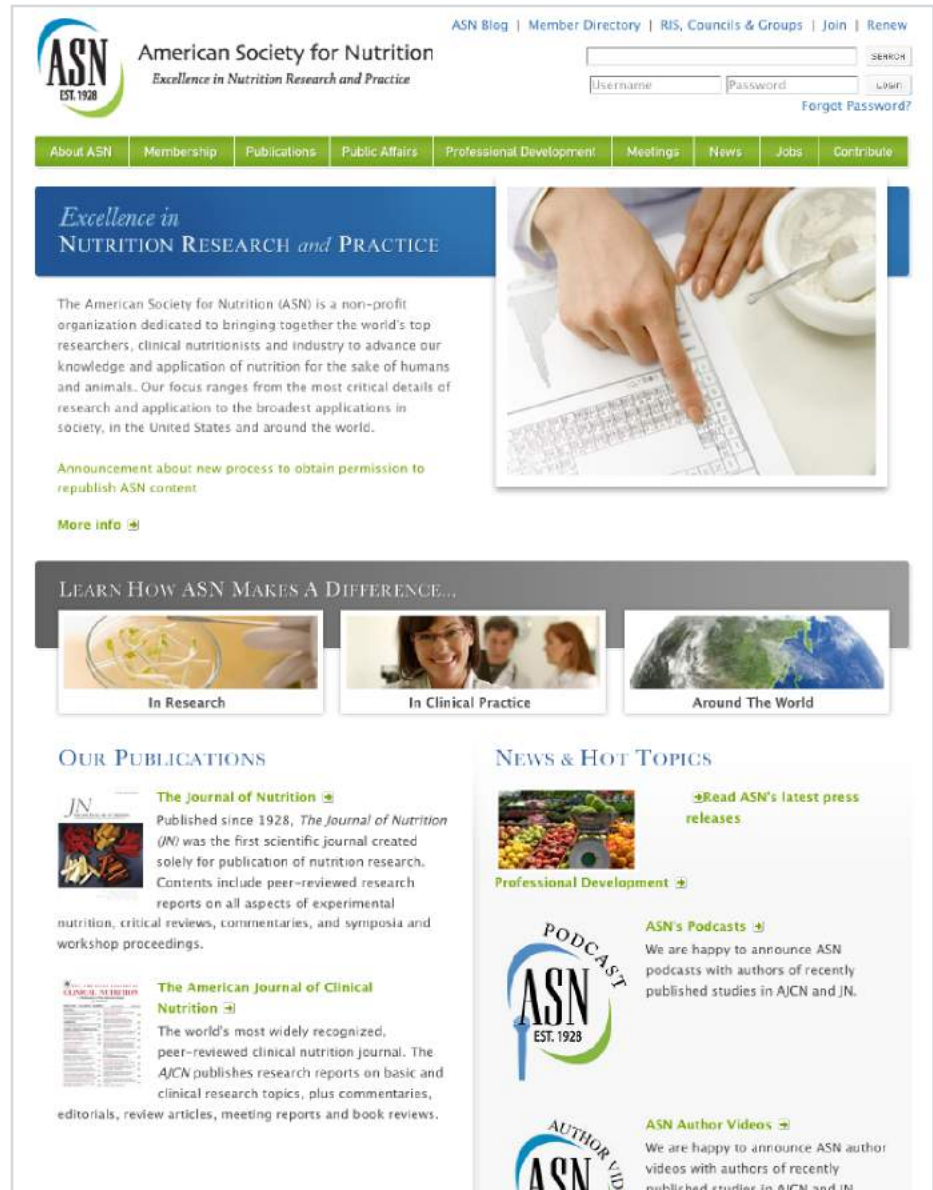 ASN Blog | Member Directory | RIS, Councils & Groups | Join | Renew
ASN
EST. 1928
American Society for Nutrition
Excellence in Nutrition Research and Practice
SEARCH
Username
Password
LOGIN
Forgot Password?
About ASN
Membership
Publications
Public Affairs
Professional Development
Meetings
News
Jobs
Contribute
Excellence in
NUTRITION RESEARCH and PRACTICE
The American Society for Nutrition (ASN) is a non-profit
organization dedicated to bringing together the world's top
researchers, clinical nutritionists and industry to advance our
knowledge and application of nutrition for the sake of humans
and animals. Our focus ranges from the most critical details of
research and application to the broadest applications in
society, in the United States and around the world.
Announcement about new process to obtain permission to
republish ASN content
More info
LEARN HOW ASN MAKES A DIFFERENCE...
In Research
In Clinical Practice
Around The World
OUR PUBLICATIONS
JN
The Journal of Nutrition
Published since 1928, The Journal of Nutrition
(JN) was the first scientific journal created
solely for publication of nutrition research.
Contents include peer-reviewed research
reports on all aspects of experimental
nutrition, critical reviews, commentaries, and symposia and
workshop proceedings.
CLINICAL NUTRITION
The American Journal of Clinical
Nutrition
The world's most widely recognized,
peer-reviewed clinical nutrition journal. The
AJCN publishes research reports on basic and
clinical research topics, plus commentaries,
editorials, review articles, meeting reports and book reviews.
NEWS & HOT TOPICS
Read ASN's latest press
releases
Professional Development
PODCAST
ASN
EST. 1928
ASN's Podcasts
We are happy to announce ASN
podcasts with authors of recently
published studies in AJCN and JN.
AUTHOR VID
ASN
ASN Author Videos
We are happy to announce ASN author
videos with authors of recently
published studies in AJCN and JN